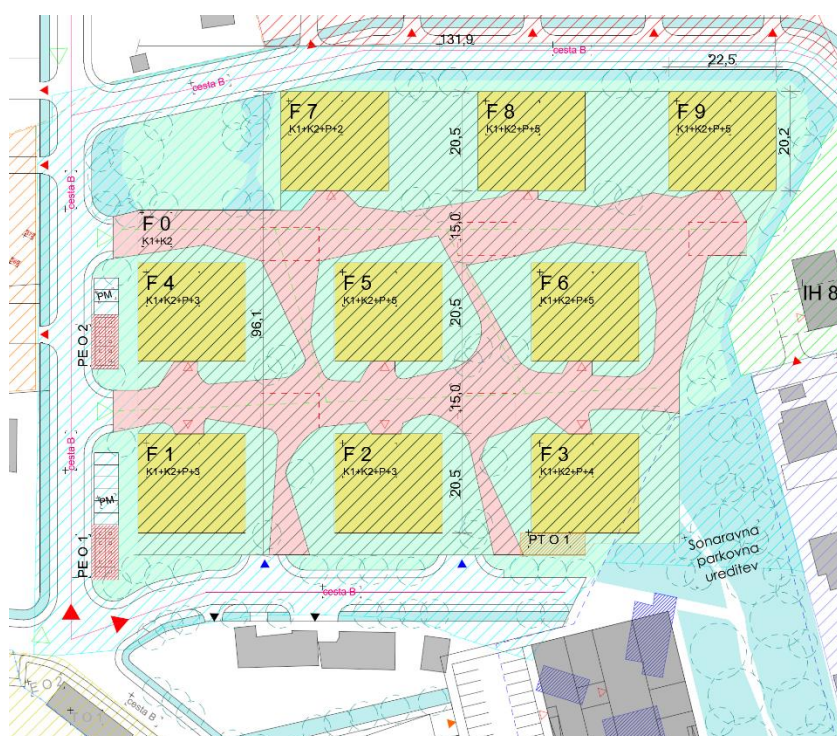 131,9
cesta B
22,5
cesta B
F 7
K1+K2+P+2
F 8
K1+K2+P+5
F 9
K1+K2+P+5
20,5
20,2
cesta B
F 0
K1+K2
15,0
F 4
K1+K2+P+3
F 5
K1+K2+P+5
F 6
K1+K2+P+5
IH 8
PM
PE O 2
96,1
20,5
15,0
cesta B
F 1
K1+K2+P+3
F 2
K1+K2+P+3
F 3
K1+K2+P+4
20,5
PM
PE O 1
PT O 1
Sonaravna
parkovna
ureditev
cesta B
cesta B